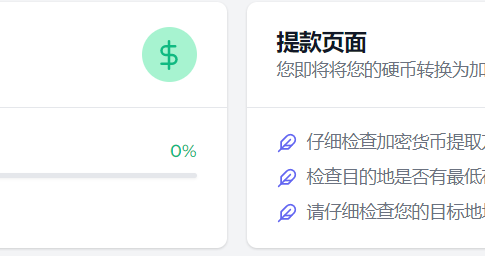 $
0%
提款页面
您即将将您的硬币转换为加
仔细检查加密货币提取
检查目的地是否有最低
请仔细检查您的目标地